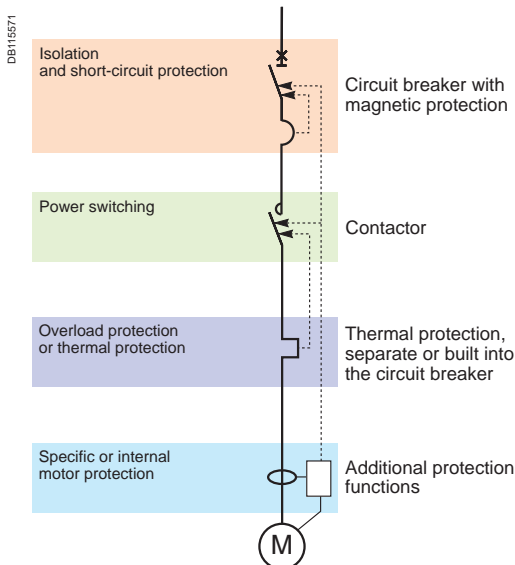 DB115571
Isolation
and short-circuit protection
Circuit breaker with
magnetic protection
Power switching
Contactor
Overload protection
or thermal protection
Thermal protection,
separate or built into
the circuit breaker
Specific or internal
motor protection
Additional protection
functions
M